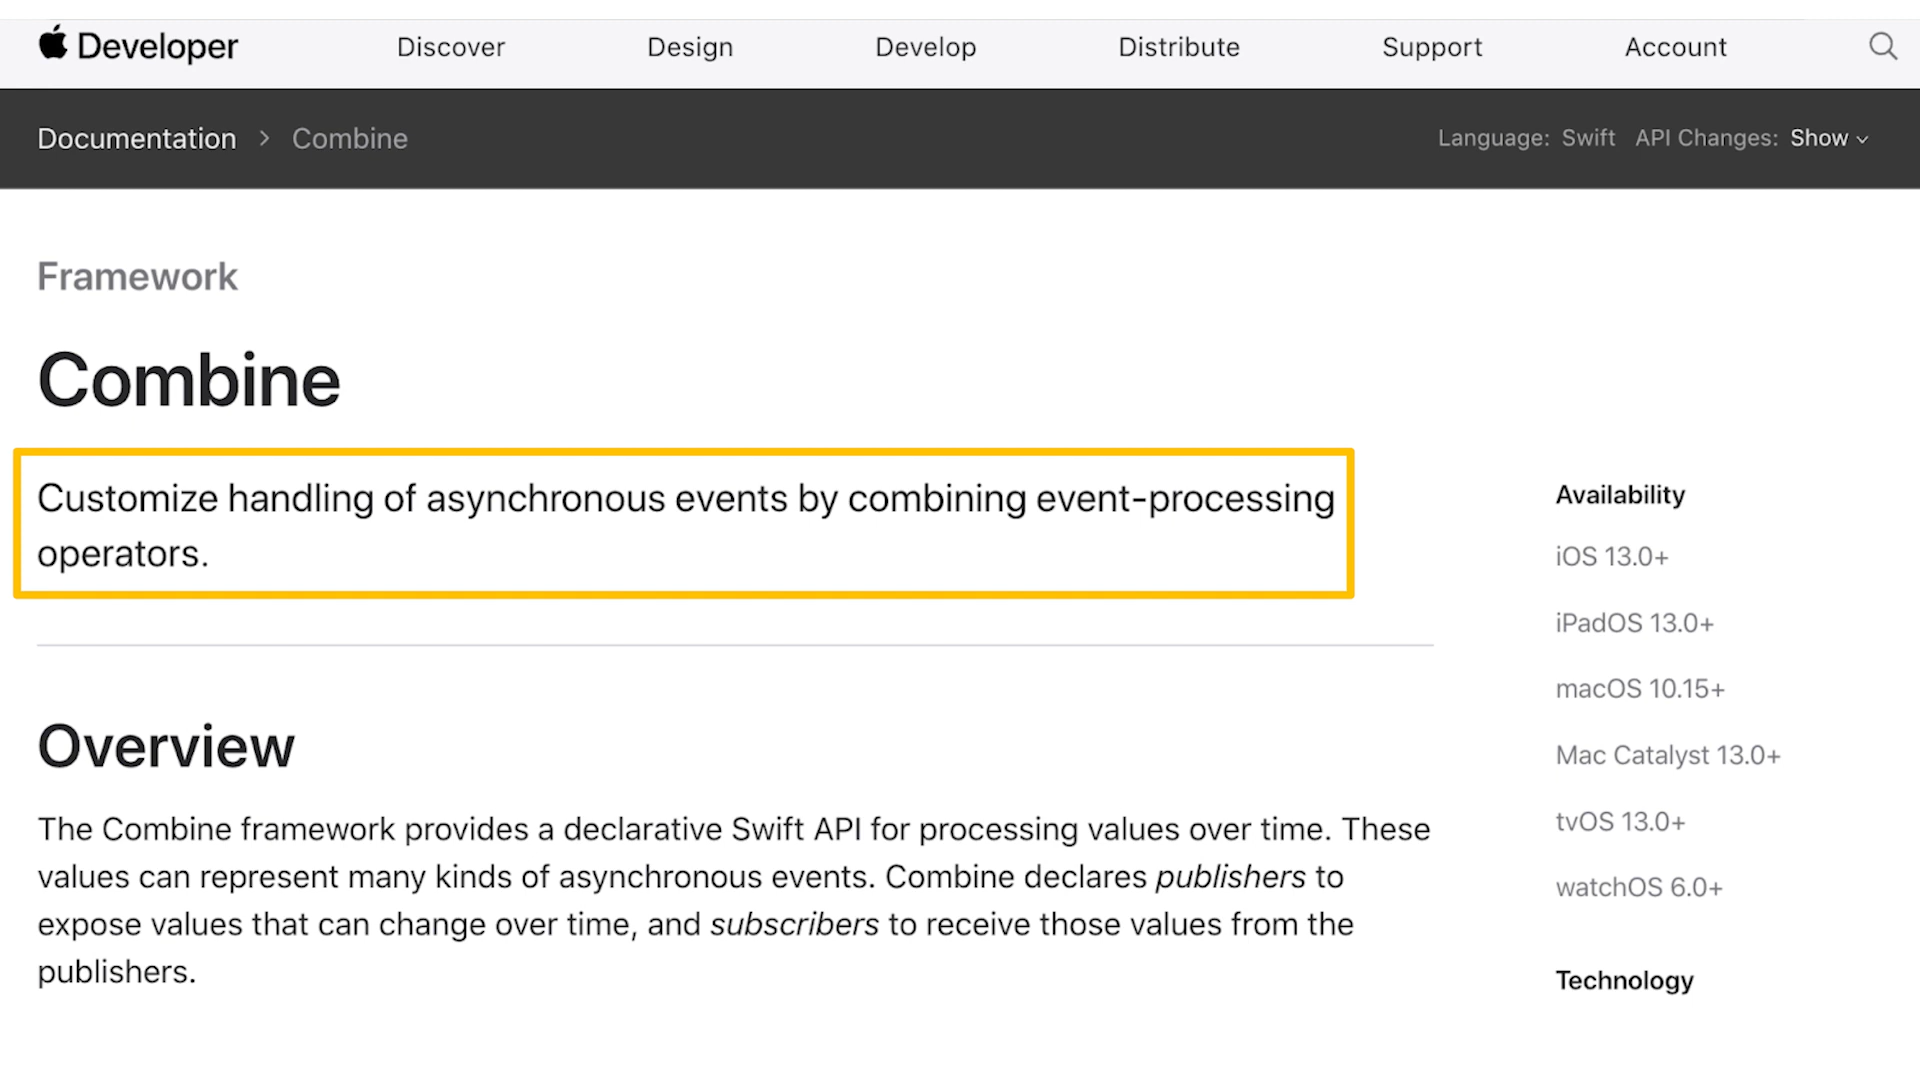 Developer Discover Design Develop Distribute Support Account
Documentation > Combine Language: Swift API Changes: Show
Framework
Combine
Customize handling of asynchronous events by combining event-processing
operators.
Overview
The Combine framework provides a declarative Swift API for processing values over time. These
values can represent many kinds of asynchronous events. Combine declares publishers to
expose values that can change over time, and subscribers to receive those values from the
publishers.
Availability
iOS 13.0+
iPadOS 13.0+
macOS 10.15+
Mac Catalyst 13.0+
tvOS 13.0+
watchOS 6.0+
Technology